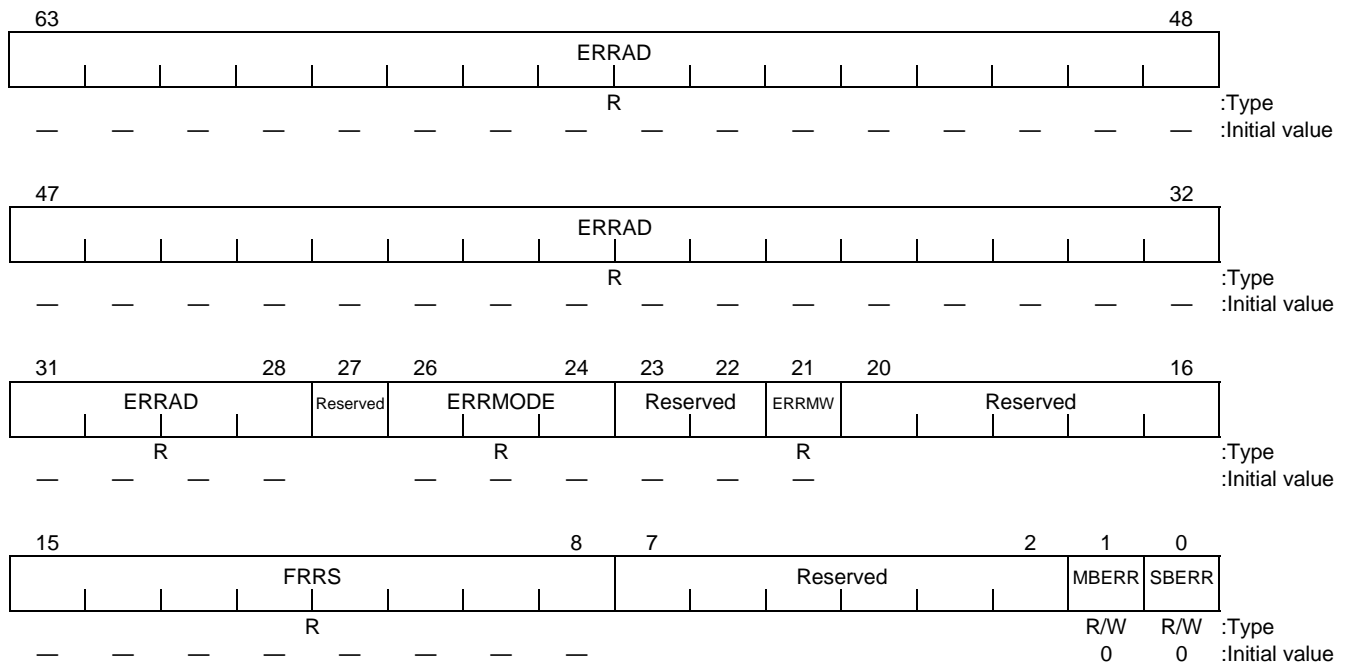 63 48
ERRAD
R :Type
— — — — — — — — — — — — — — — — :Initial value
47 32
ERRAD
R :Type
— — — — — — — — — — — — — — — — :Initial value
31 28 27 26 24 23 22 21 20 16
ERRAD Reserved ERRMODE Reserved ERRMW Reserved
R R R :Type
— — — — — — — — — — :Initial value
15 8 7 2 1 0
FRRS Reserved MBERR SBERR
R R/W R/W :Type
— — — — — — — — 0 0 :Initial value